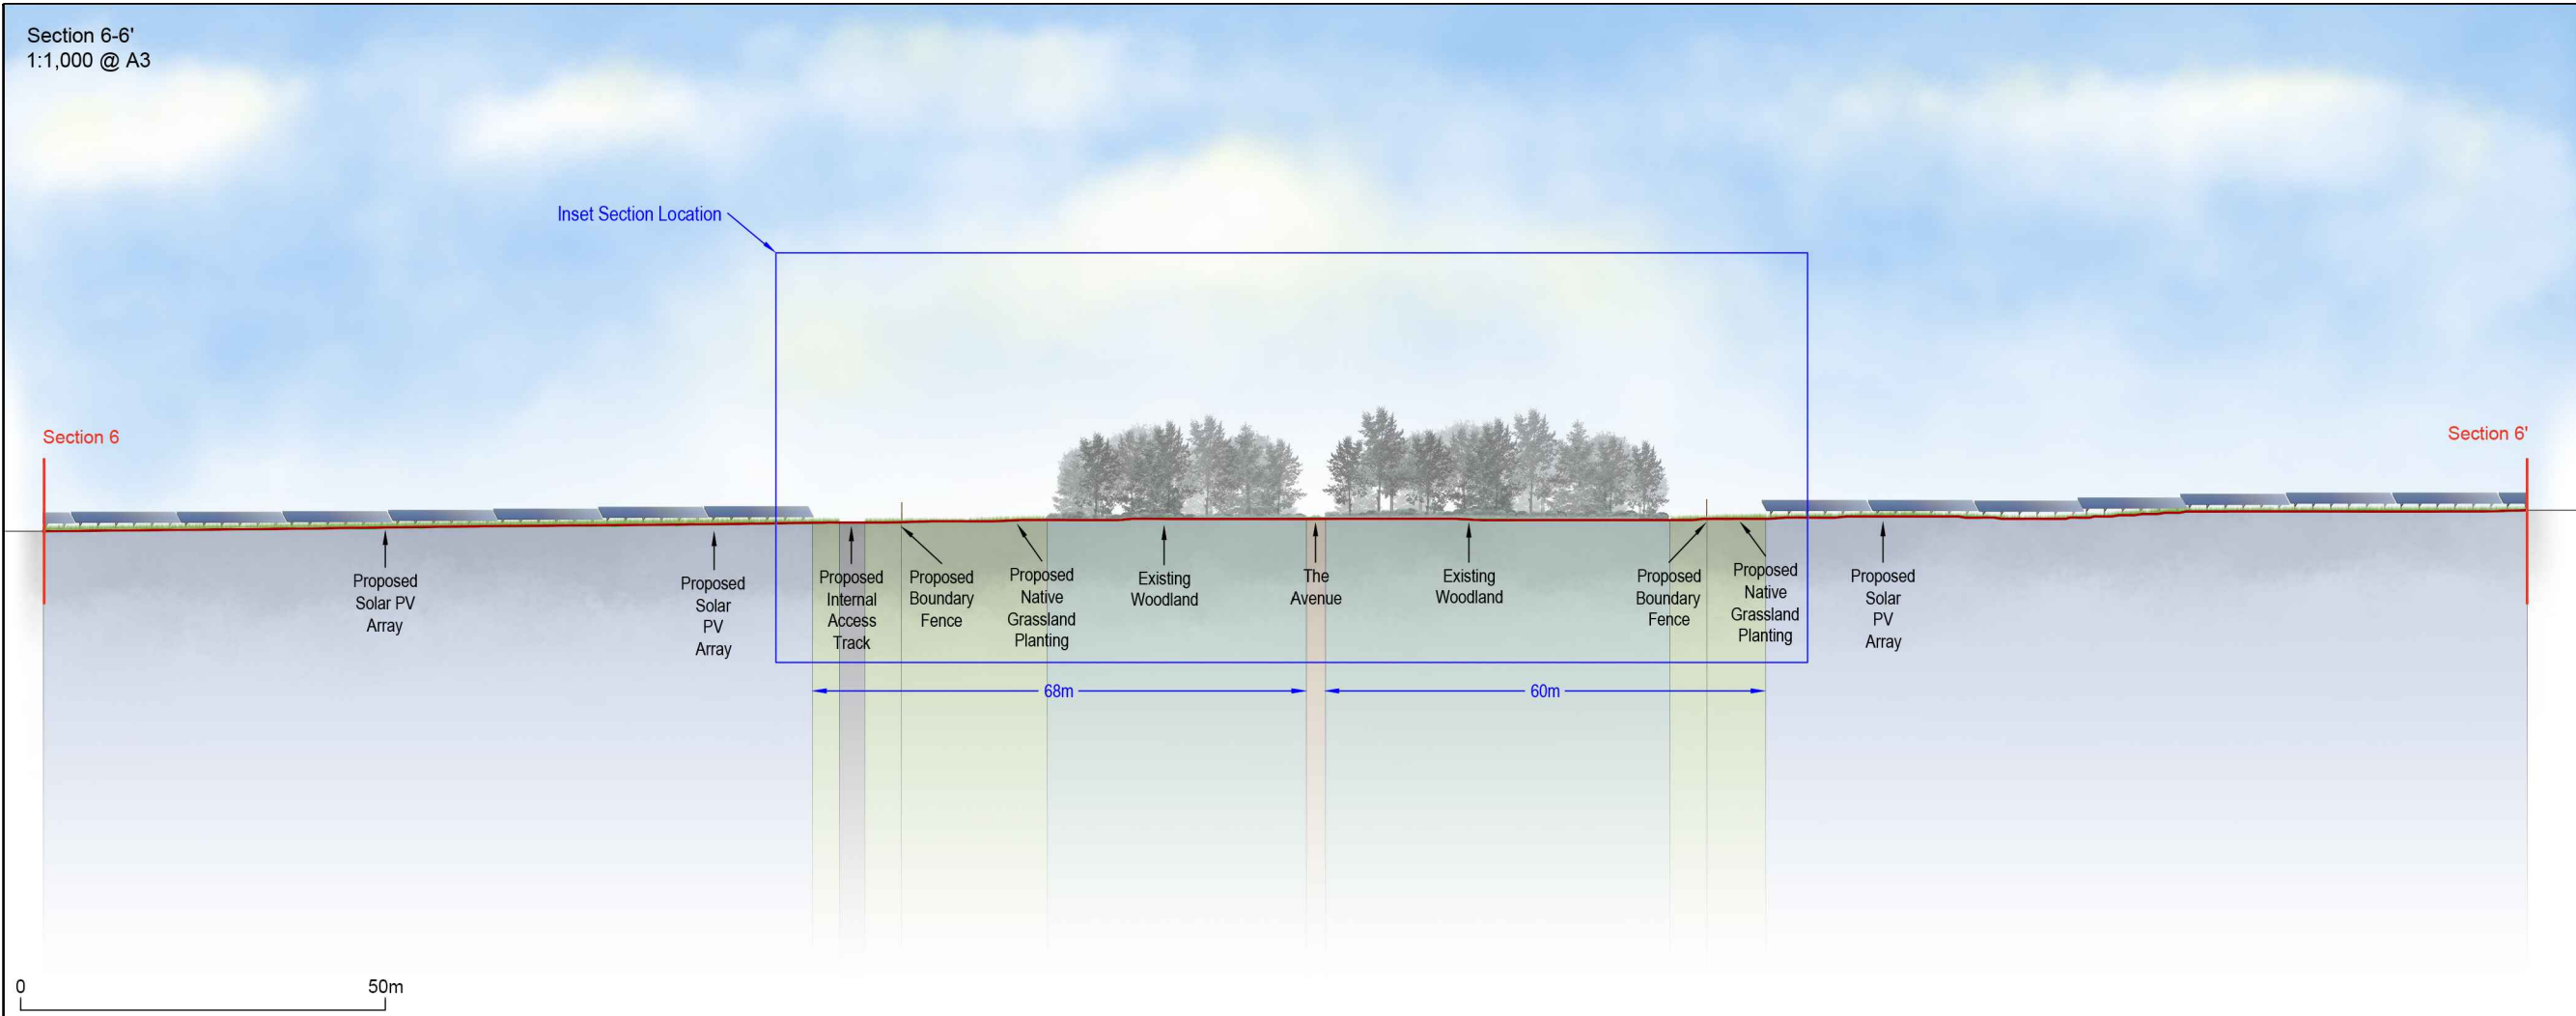 Section 6-6'
1:1,000 @ A3
Inset Section Location
Section 6
Section 6'
Proposed
Solar PV
Array
Proposed
Solar
PV
Array
Proposed
Internal
Access
Track
Proposed
Boundary
Fence
Proposed
Native
Grassland
Planting
Existing
Woodland
The
Avenue
Existing
Woodland
Proposed
Boundary
Fence
Proposed
Native
Grassland
Planting
Proposed
Solar
PV
Array
68m
60m
0
50m